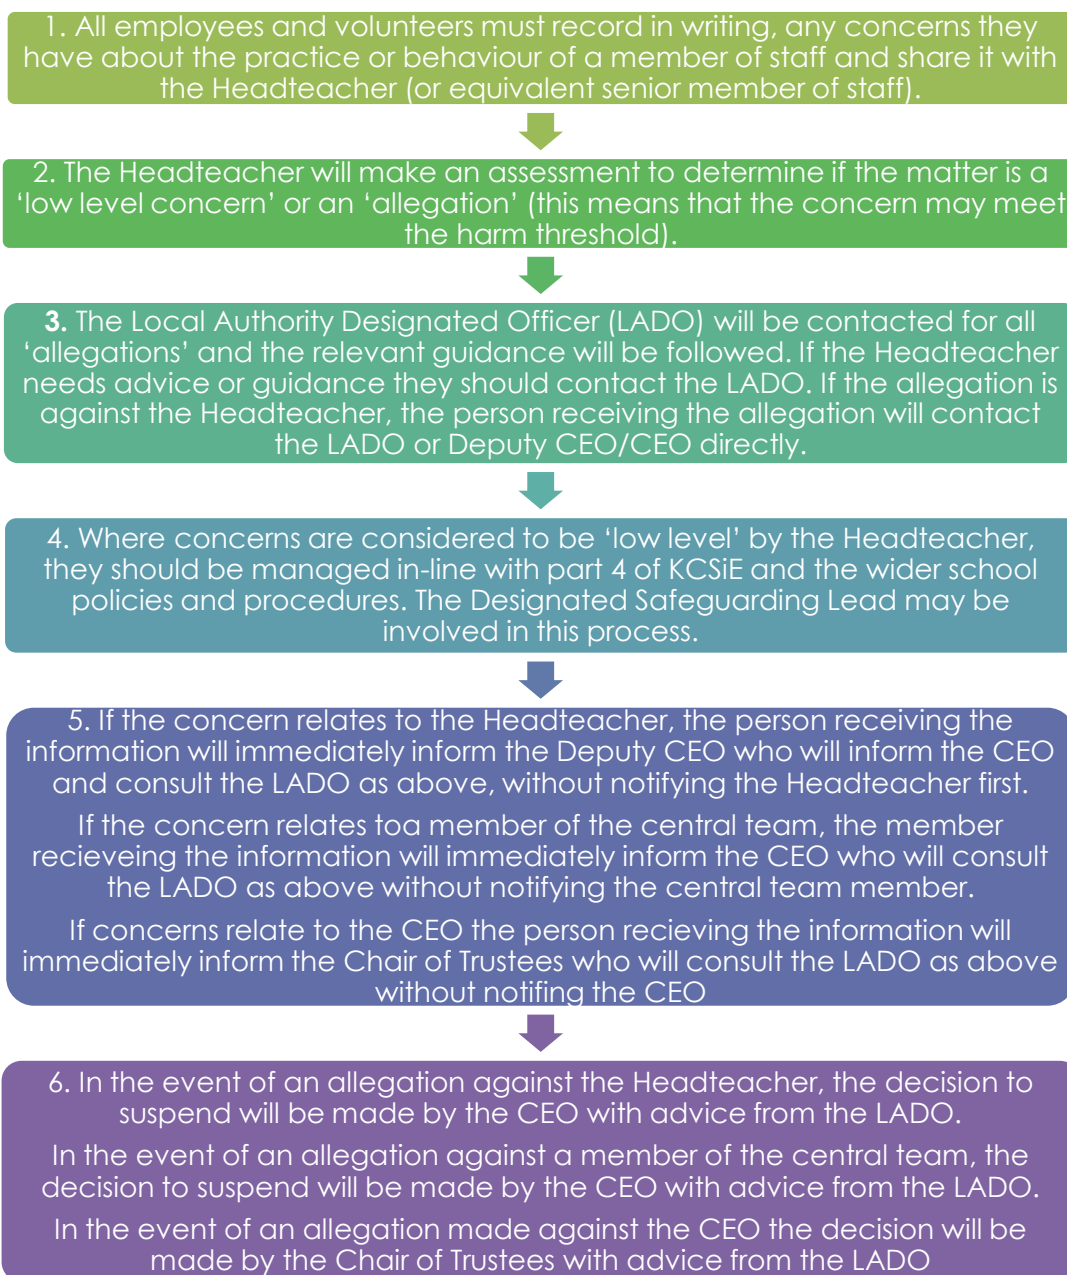 1. All employees and volunteers must record in writing, any concerns they
have about the practice or behaviour of a member of staff and share it with
the Headteacher (or equivalent senior member of staff).
2. The Headteacher will make an assessment to determine if the matter is a
‘low level concern’ or an ‘allegation’ (this means that the concern may meet
the harm threshold).
3. The Local Authority Designated Officer (LADO) will be contacted for all
‘allegations’ and the relevant guidance will be followed. If the Headteacher
needs advice or guidance they should contact the LADO. If the allegation is
against the Headteacher, the person receiving the allegation will contact
the LADO or Deputy CEO/CEO directly.
4. Where concerns are considered to be ‘low level’ by the Headteacher,
they should be managed in-line with part 4 of KCSiE and the wider school
policies and procedures. The Designated Safeguarding Lead may be
involved in this process.
5. If the concern relates to the Headteacher, the person receiving the
information will immediately inform the Deputy CEO who will inform the CEO
and consult the LADO as above, without notifying the Headteacher first.
If the concern relates toa member of the central team, the member
recieveing the information will immediately inform the CEO who will consult
the LADO as above without notifying the central team member.
If concerns relate to the CEO the person recieving the information will
immediately inform the Chair of Trustees who will consult the LADO as above
without notifing the CEO
6. In the event of an allegation against the Headteacher, the decision to
suspend will be made by the CEO with advice from the LADO.
In the event of an allegation against a member of the central team, the
decision to suspend will be made by the CEO with advice from the LADO.
In the event of an allegation made against the CEO the decision will be
made by the Chair of Trustees with advice from the LADO